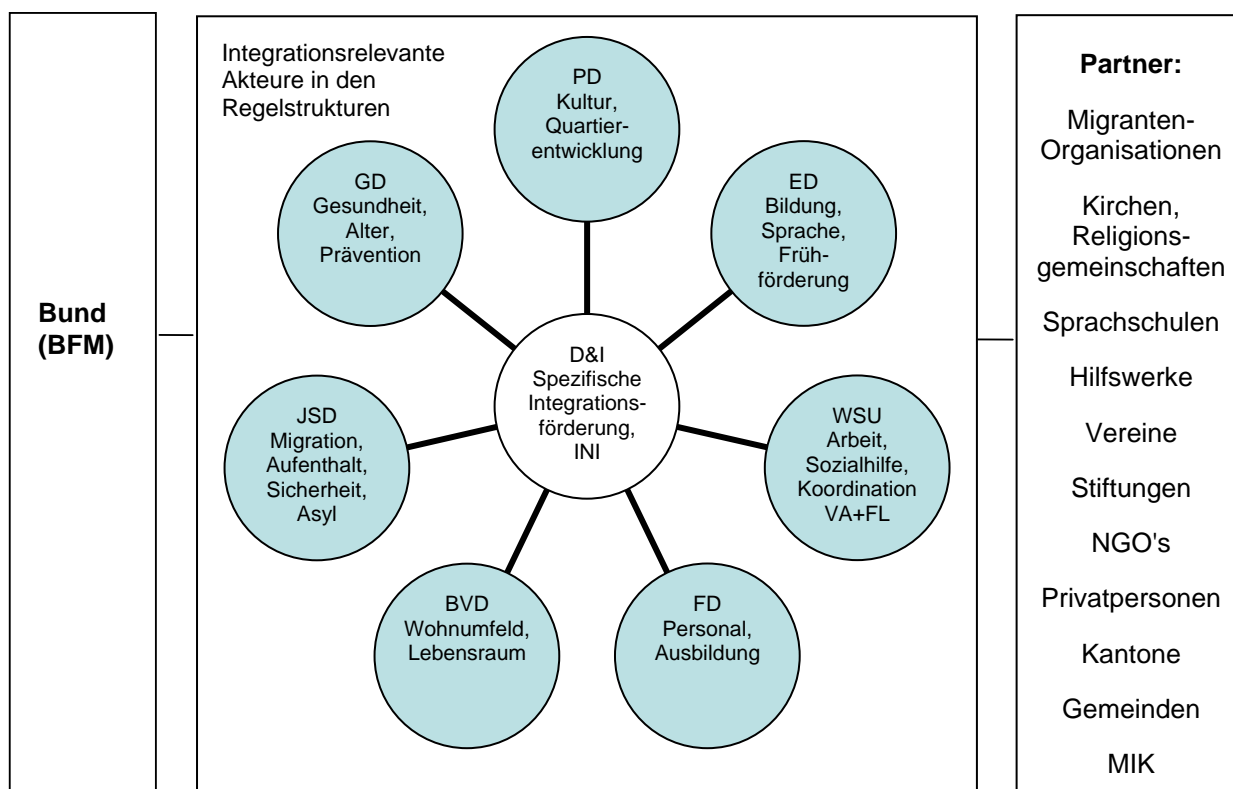 Bund
(BFM)
Integrationsrelevante
Akteure in den
Regelstrukturen
PD
Kultur,
Quartier-
entwicklung
GD
Gesundheit,
Alter,
Prävention
ED
Bildung,
Sprache,
Früh-
förderung
D&I
Spezifische
Integrations-
förderung,
INI
JSD
Migration,
Aufenthalt,
Sicherheit,
Asyl
WSU
Arbeit,
Sozialhilfe,
Koordination
VA+FL
BVD
Wohnumfeld,
Lebensraum
FD
Personal,
Ausbildung
Partner:
Migranten-
Organisationen
Kirchen,
Religions-
gemeinschaften
Sprachschulen
Hilfswerke
Vereine
Stiftungen
NGO's
Privatpersonen
Kantone
Gemeinden
MIK